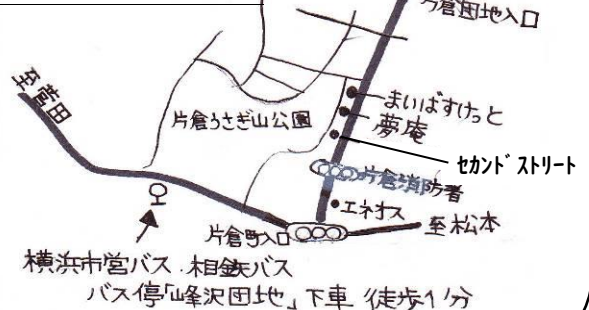 片倉団地入口
至菅田
片倉うさぎ山公園
まいばすけっと
夢庵
セカンドストリート
片倉消防署
エネオス
片倉町入口
至松本
横浜市営バス.相鉄バス
バス停「峰沢団地」下車 徒歩1分